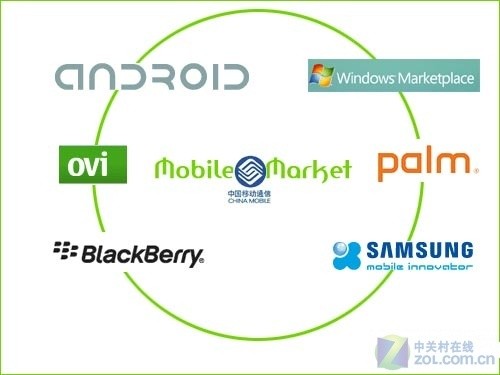 ANDROID
Windows Marketplace
ovi
Mobile Market
中国移动通信
CHINA MOBILE
palm®
BlackBerry®
SAMSUNG
mobile innovator
中关村在线
zol.com.cn